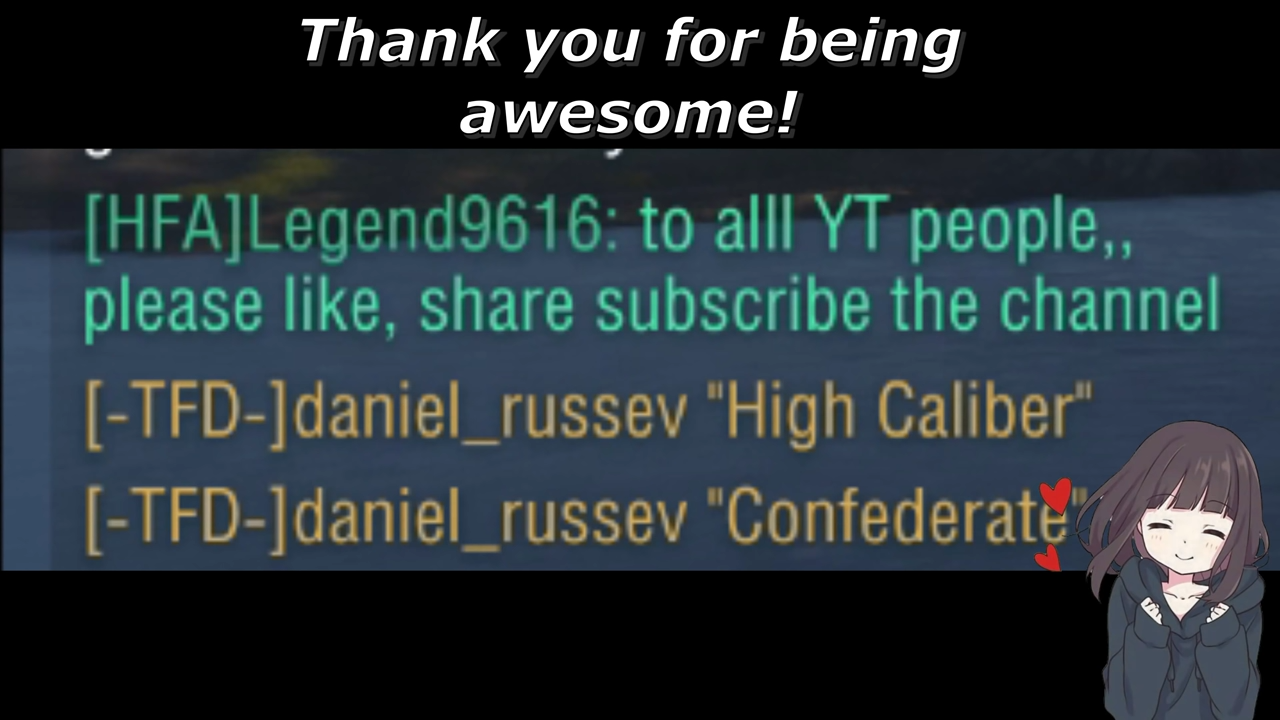 Thank you for being
awesome!
[HFA]Legend9616: to alll YT people,,
please like, share subscribe the channel
[-TFD-]daniel_russev "High Caliber"
[-TFD-]daniel_russev "Confederate"